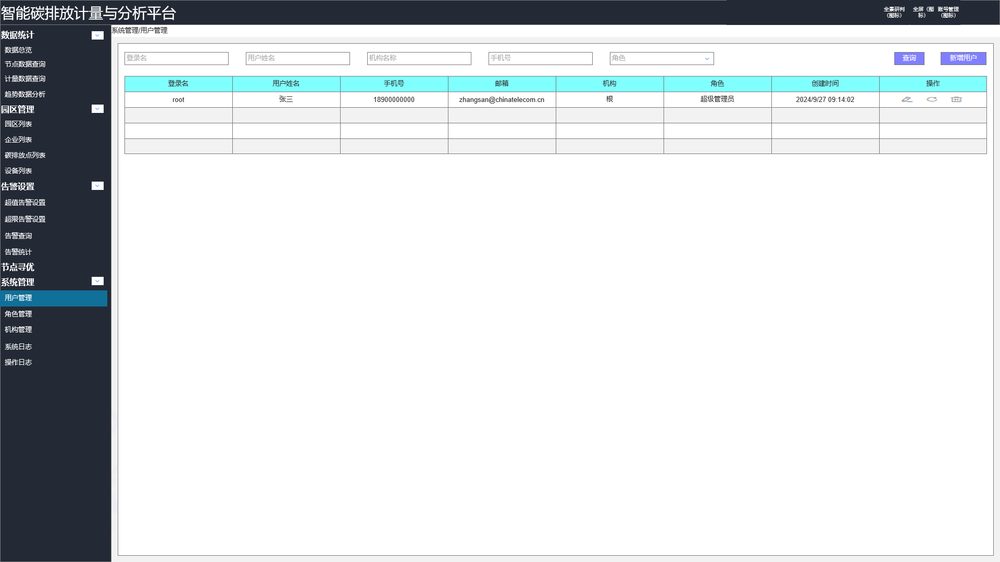 智能碳排放计量与分析平台
全景研判
（图标）
全屏（图
标）
账号管理
（图标）
系统管理/用户管理
数据统计
数据总览
节点数据查询
计量数据查询
趋势数据分析
园区管理
园区列表
企业列表
碳排放点列表
设备列表
告警设置
超值告警设置
超限告警设置
告警查询
告警统计
节点寻优
系统管理
用户管理
角色管理
机构管理
系统日志
操作日志
登录名 用户姓名 机构名称 手机号 角色 查询 新增用户
登录名 用户姓名 手机号 邮箱 机构 角色 创建时间 操作
root 张三 18900000000 zhangsan@chinatelecom.cn 根 超级管理员 2024/9/27 09:14:02